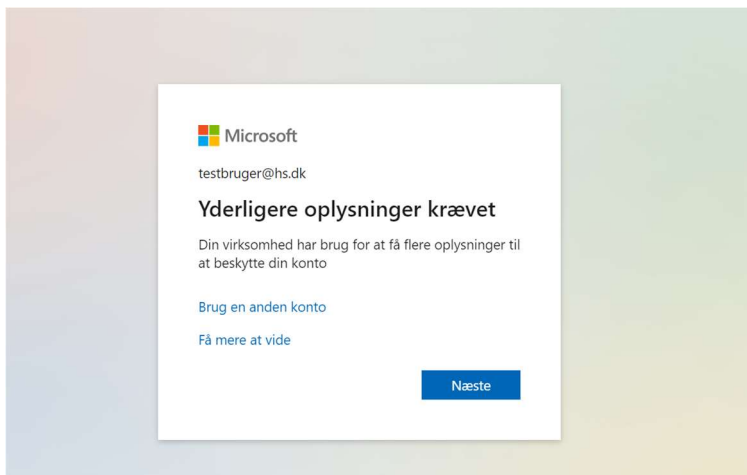 Microsoft
testbruger@hs.dk
Yderligere oplysninger krævet
Din virksomhed har brug for at få flere oplysninger til
at beskytte din konto
Brug en anden konto
Få mere at vide
Næste